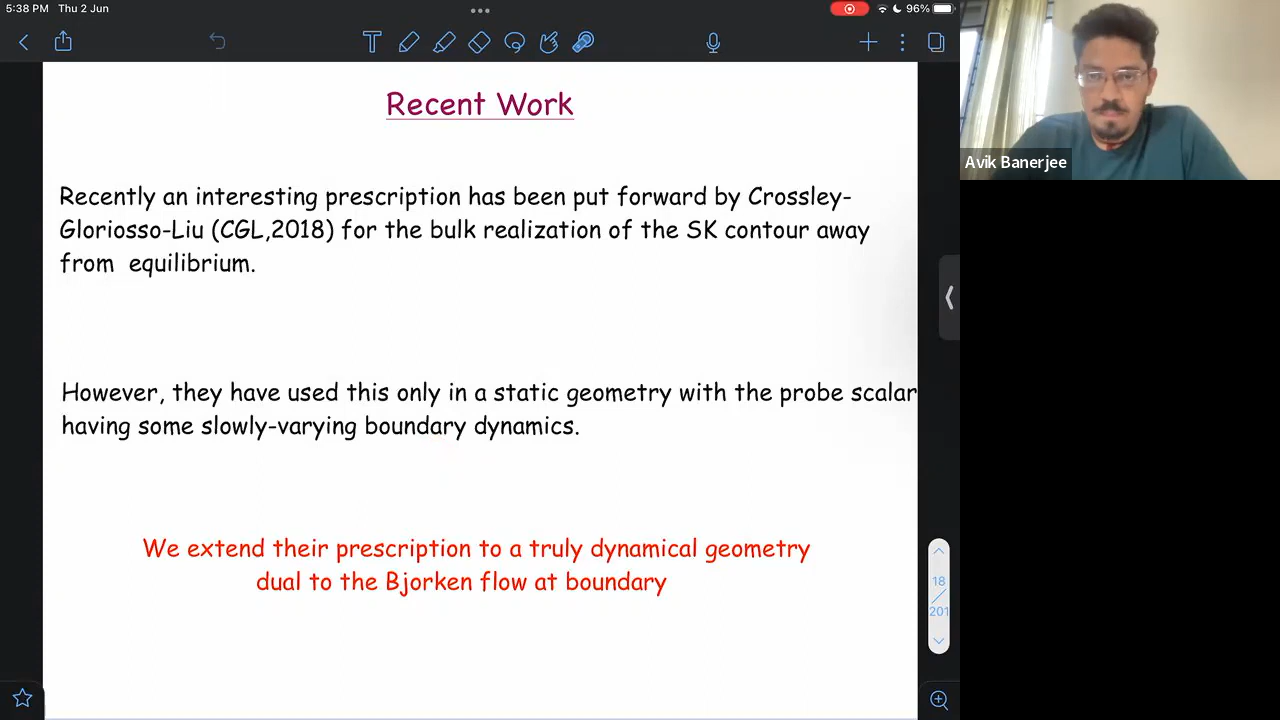 5:38 PM Thu 2 Jun
96%
Recent Work
Recently an interesting prescription has been put forward by Crossley-
Gloriosso-Liu (CGL,2018) for the bulk realization of the SK contour away
from equilibrium.
However, they have used this only in a static geometry with the probe scalar
having some slowly-varying boundary dynamics.
We extend their prescription to a truly dynamical geometry
dual to the Bjorken flow at boundary
18
201
Avik Banerjee